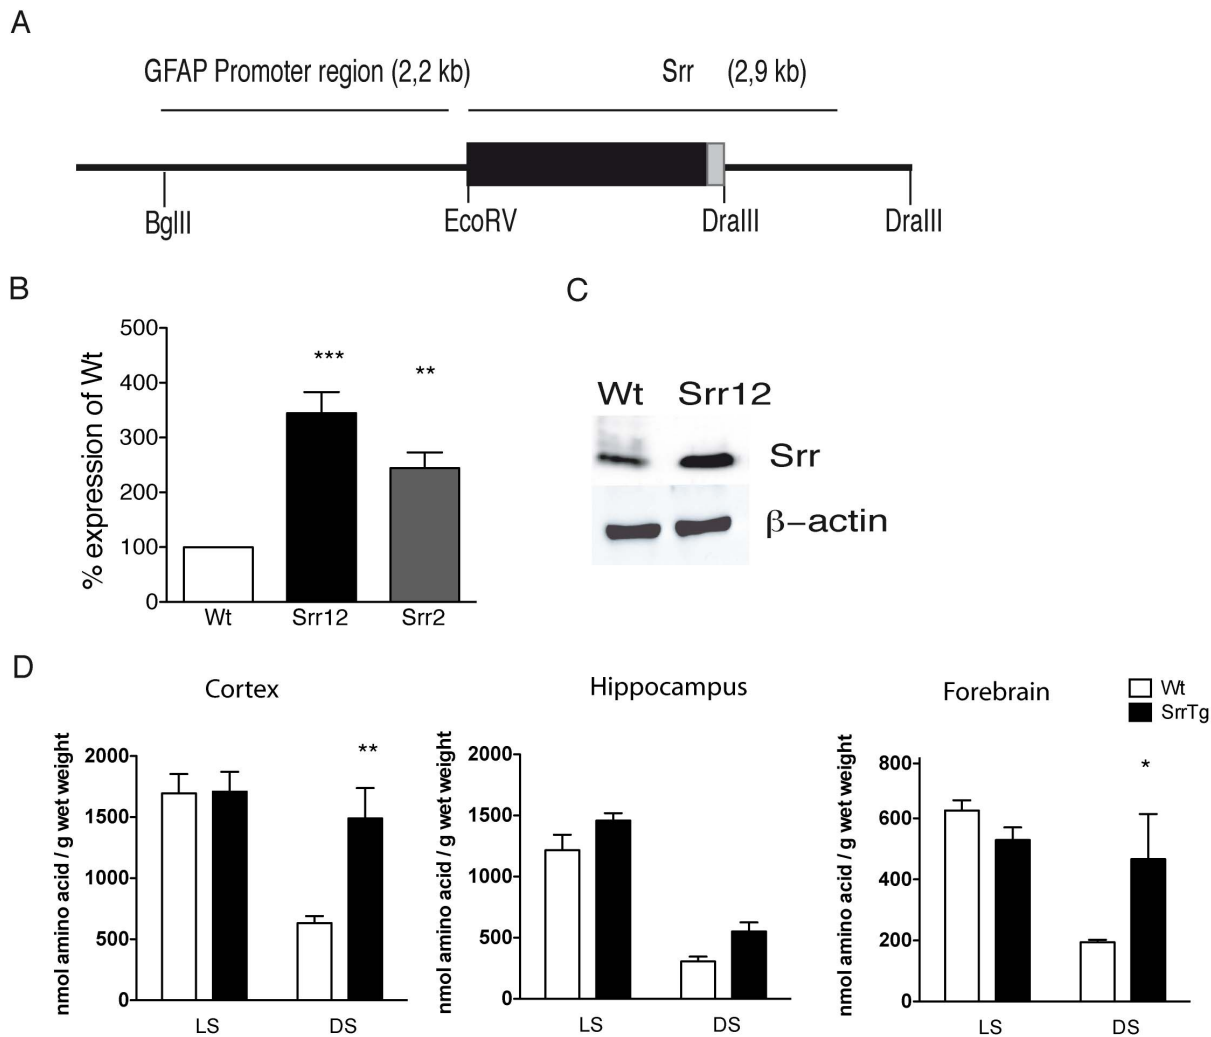 A
GFAP Promoter region (2,2 kb)
Srr (2,9 kb)
BglII
EcoRV
DraIII
DraIII
B
% expression of Wt
500
400
300
200
100
0
***
**
Wt
Srr12
Srr2
C
Wt Srr12
Srr
β–actin
D
Cortex
nmol amino acid / g wet weight
2000
1500
1000
500
0
**
LS
DS
Hippocampus
nmol amino acid / g wet weight
2000
1500
1000
500
0
LS
DS
Forebrain
nmol amino acid / g wet weight
800
600
400
200
0
*
LS
DS
Wt
SrrTg